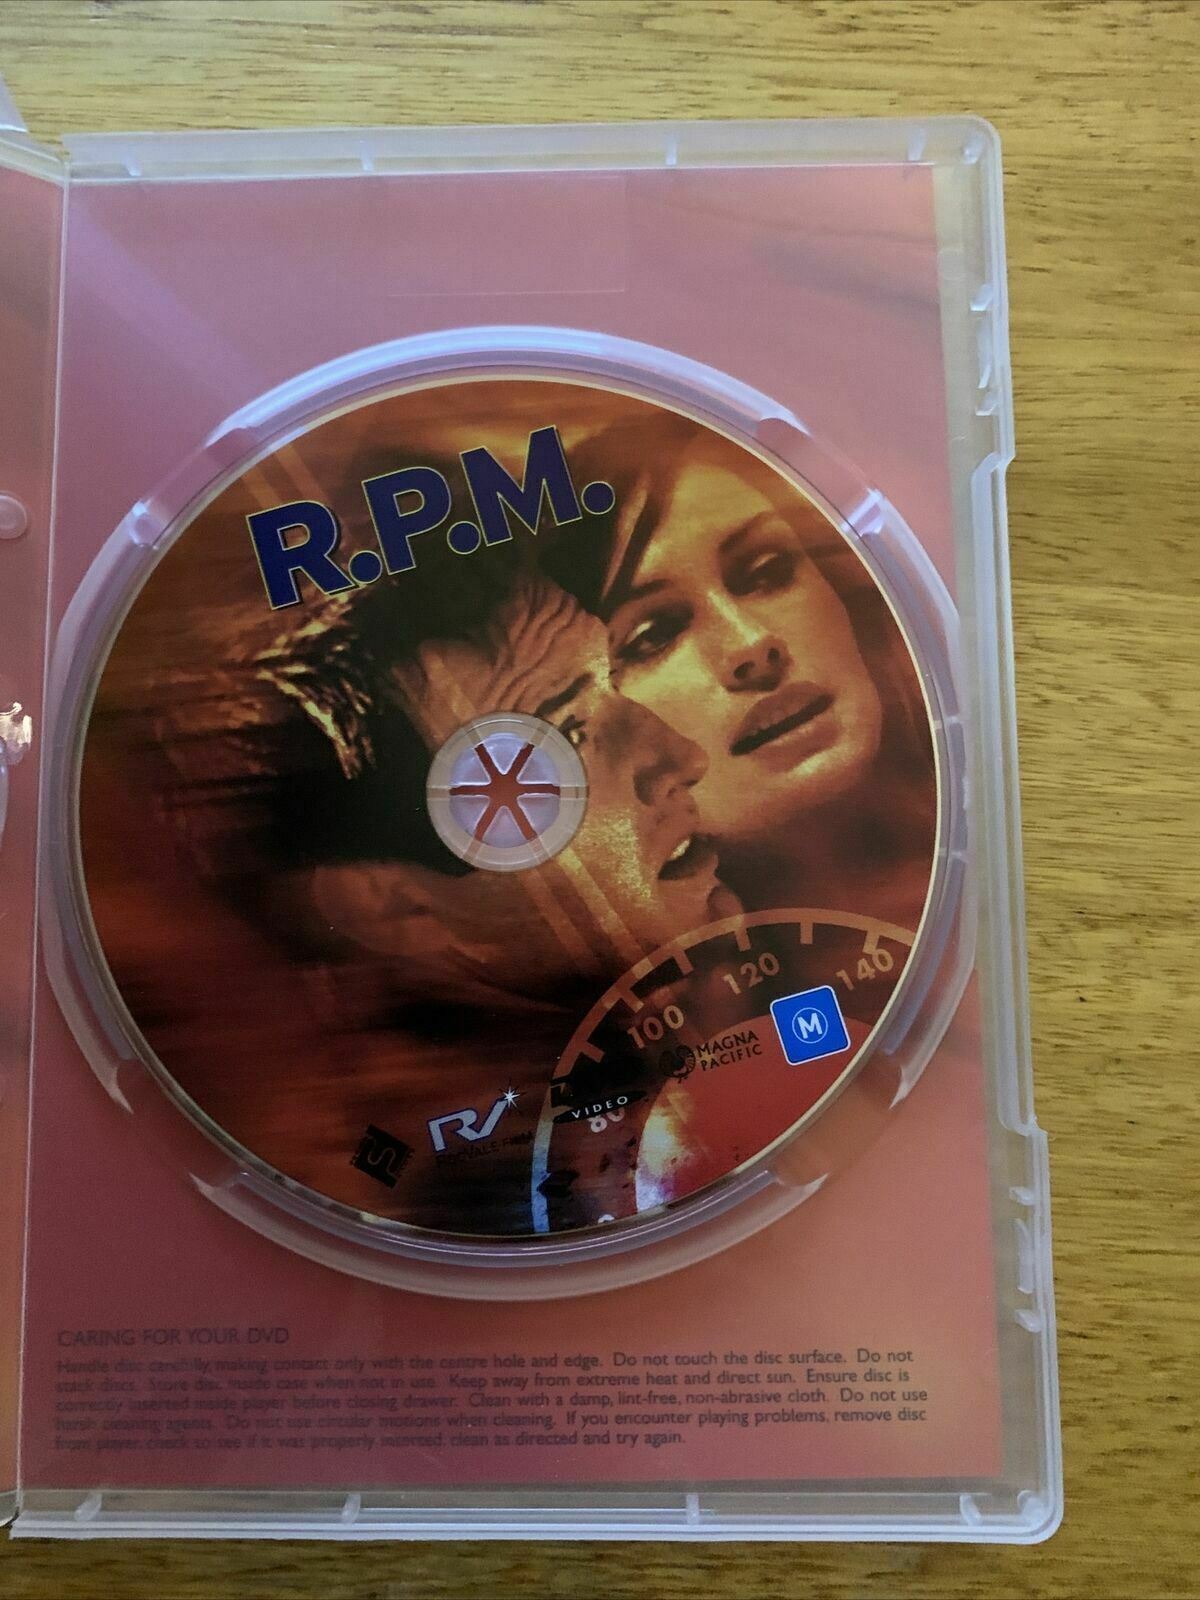 R.P.M.
120
140
100
M
MAGNA
PACIFIC
VIDEO
80
RV
CARING FOR YOUR DVD
Handle disc carefully, making contact only with the centre hole and edge. Do not touch the disc surface. Do not
stack discs. Store disc inside case when not in use. Keep away from extreme heat and direct sun. Ensure disc is
correctly inserted inside player before closing drawer. Clean with a damp, lint-free, non-abrasive cloth. Do not use
harsh cleaning agents. Do not use circular motions when cleaning. If you encounter playing problems, remove disc
from player, check to see if it was properly inserted, clean as directed and try again.